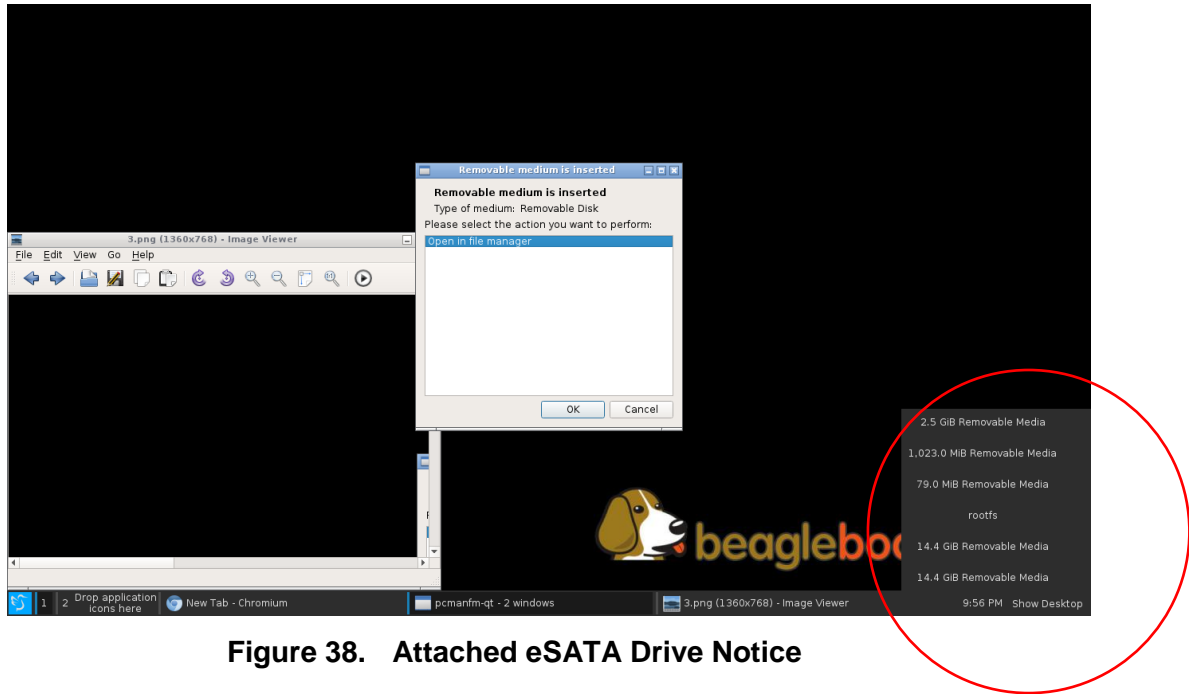 Removable medium is inserted
Removable medium is inserted
Type of medium: Removable Disk
Please select the action you want to perform:
Open in file manager
OK Cancel
3.png (1360x768) - Image Viewer
File Edit View Go Help
2.5 GiB Removable Media
1,023.0 MiB Removable Media
79.0 MiB Removable Media
rootfs
14.4 GiB Removable Media
14.4 GiB Removable Media
beagleboo
1 2 Drop application
icons here
New Tab - Chromium
pcmanfm-qt - 2 windows
3.png (1360x768) - Image Viewer
9:56 PM Show Desktop
Figure 38. Attached eSATA Drive Notice